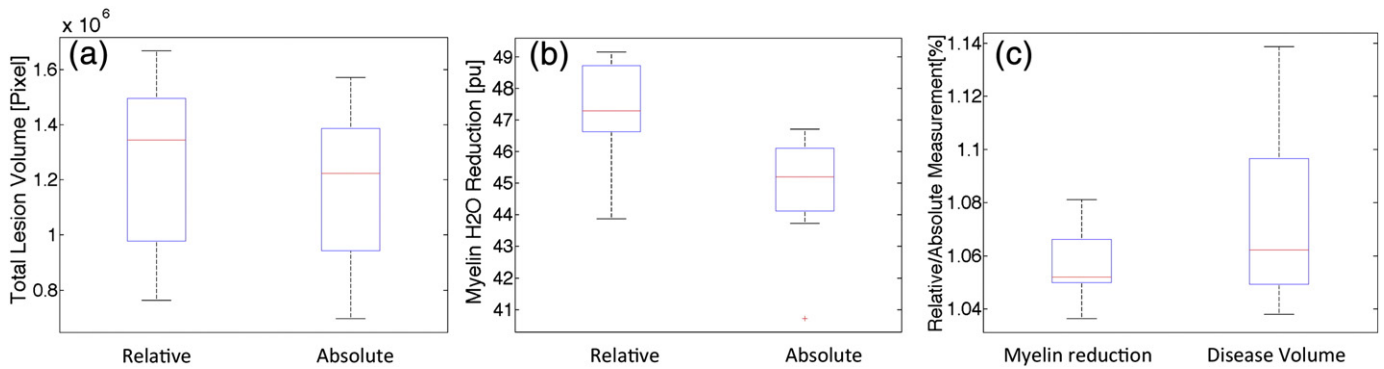 x 10^6
(a)
Total Lesion Volume [Pixel]
1.6
1.4
1.2
1
0.8
Relative
Absolute
(b)
Myelin H2O Reduction [pu]
49
48
47
46
45
44
43
42
41
Relative
Absolute
(c)
Relative/Absolute Measurement[%]
1.14
1.12
1.1
1.08
1.06
1.04
Myelin reduction
Disease Volume